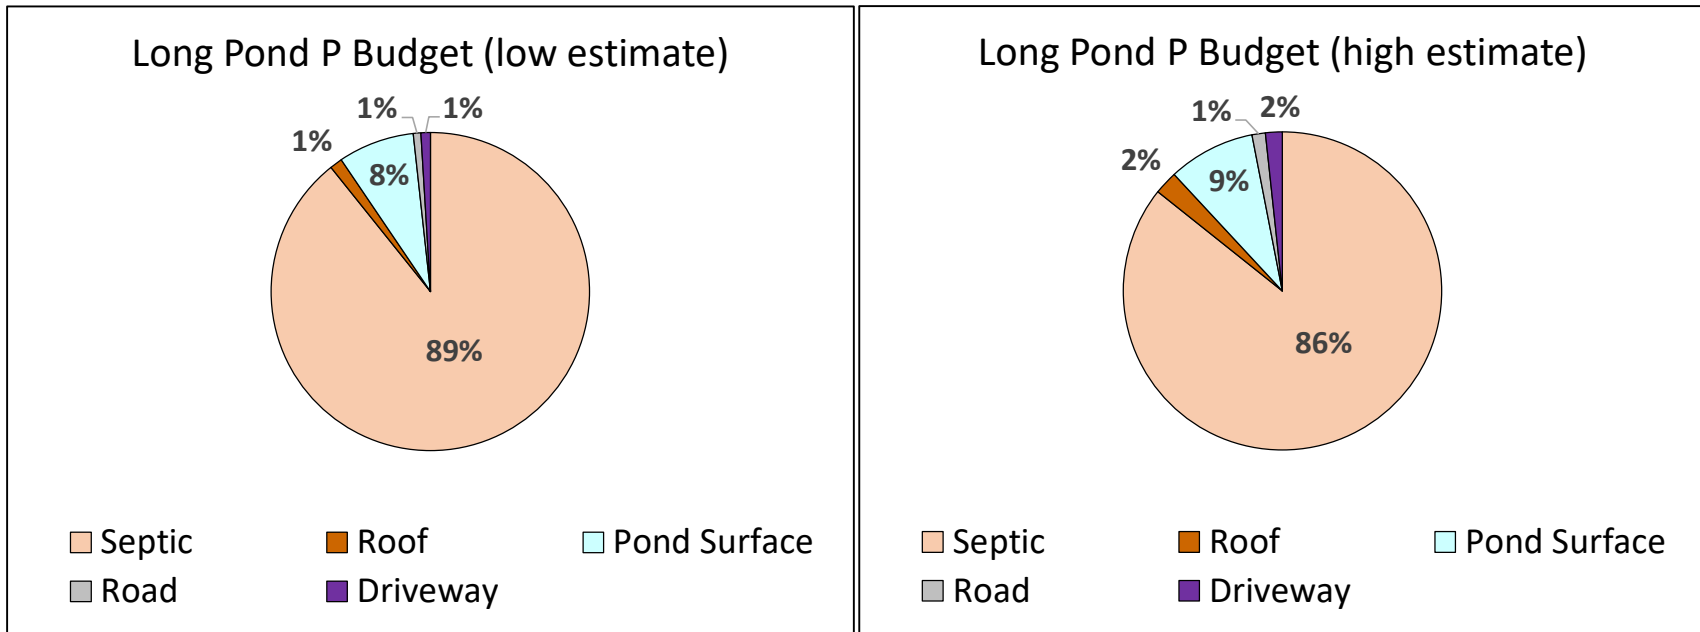 Long Pond P Budget (low estimate)
1% 1%
1%
8%
89%
Septic Roof Pond Surface
Road Driveway
Long Pond P Budget (high estimate)
1% 2%
2%
9%
86%
Septic Roof Pond Surface
Road Driveway